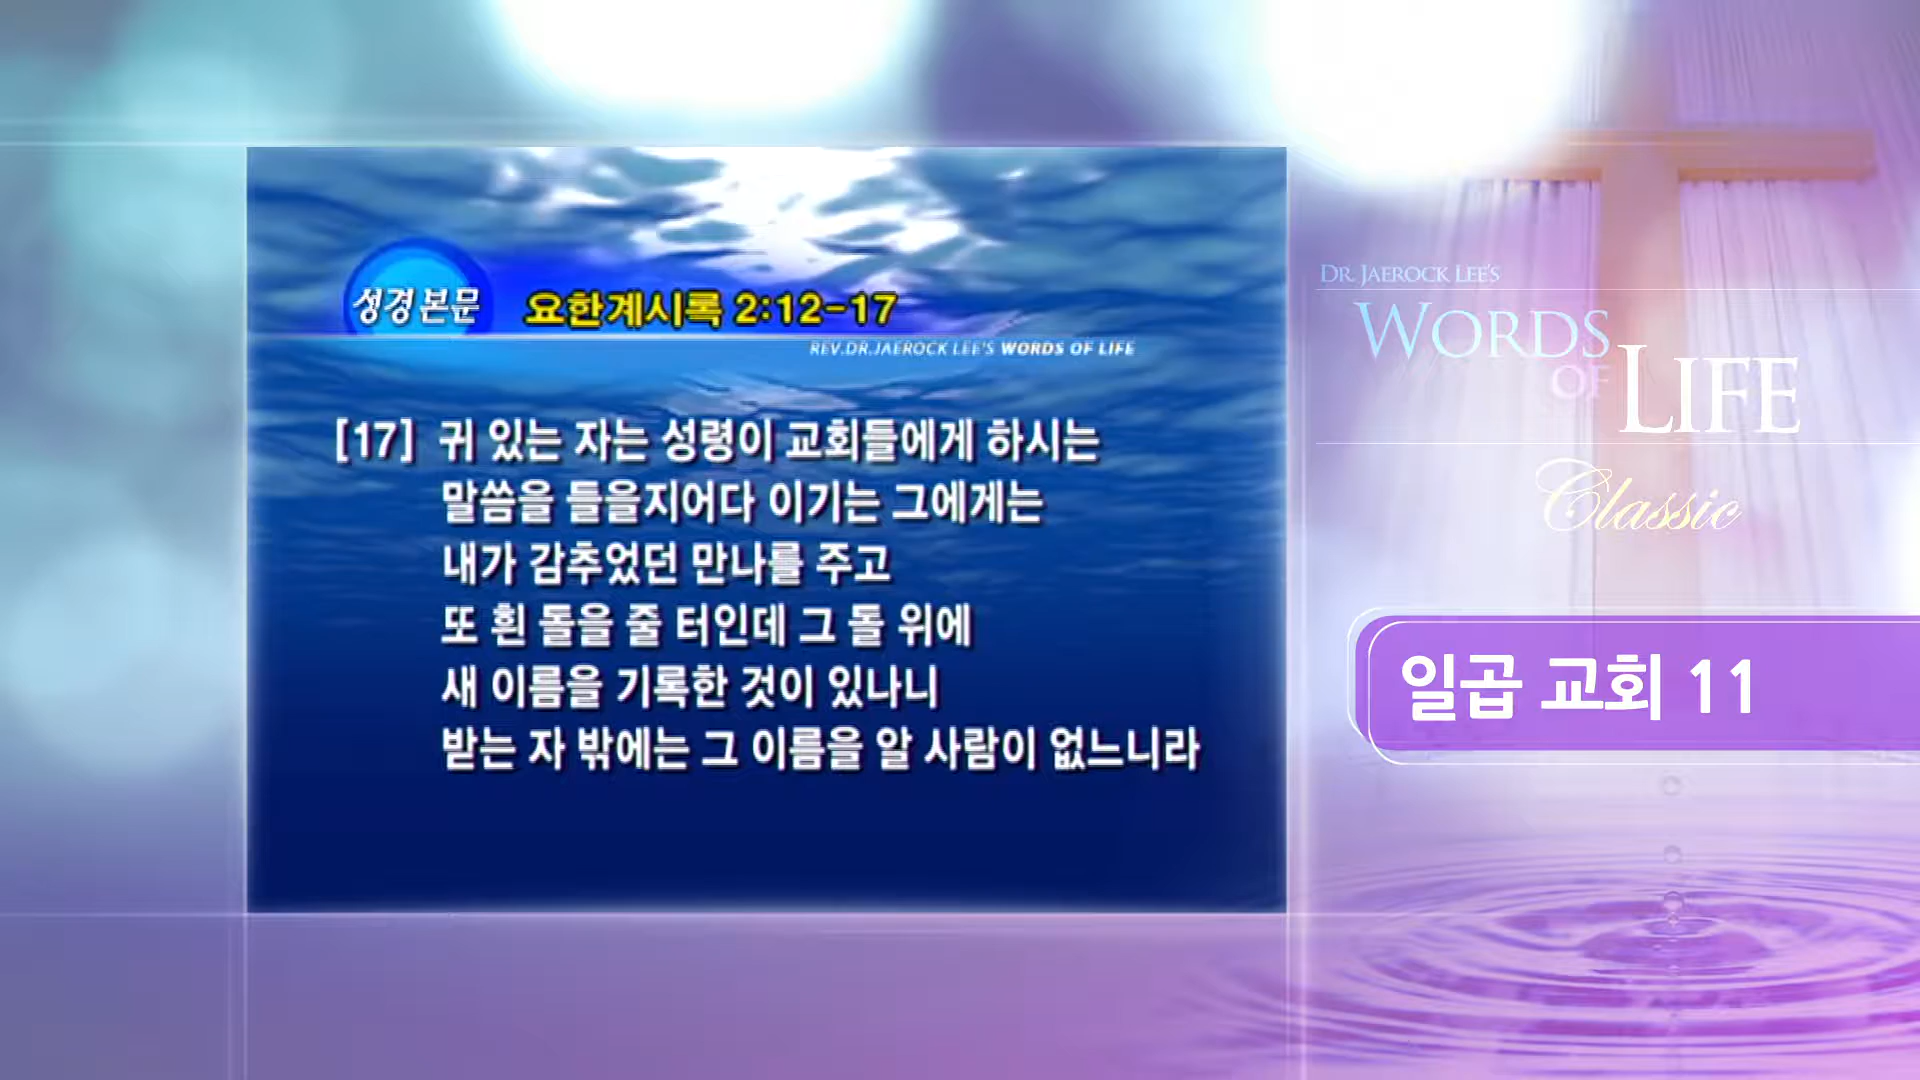 성경 본문 요한계시록 2:12-17
REV.DR.JAEROCK LEE'S WORDS OF LIFE
[17] 귀 있는 자는 성령이 교회들에게 하시는
말씀을 들을지어다 이기는 그에게는
내가 감추었던 만나를 주고
또 흰 돌을 줄 터인데 그 돌 위에
새 이름을 기록한 것이 있나니
받는 자 밖에는 그 이름을 알 사람이 없느니라
DR. JAEROCK LEE'S
WORDS
OF LIFE
Classic
일곱 교회 11